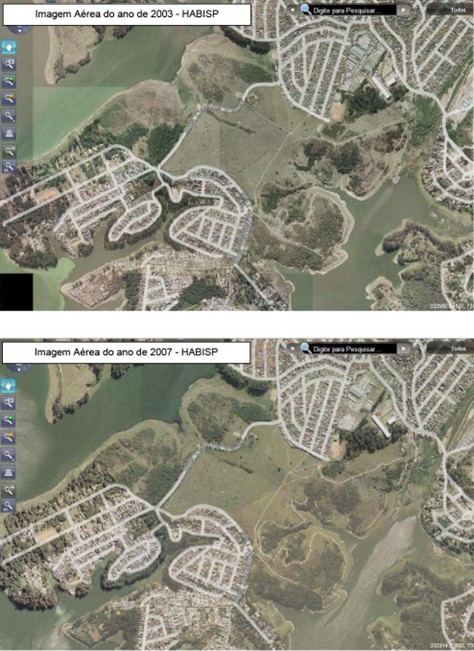 Imagem Aérea do ano de 2003 - HABISP
Digite para Pesquisar...
Todos
Imagem Aérea do ano de 2007 - HABISP
Digite para Pesquisar...
Todos